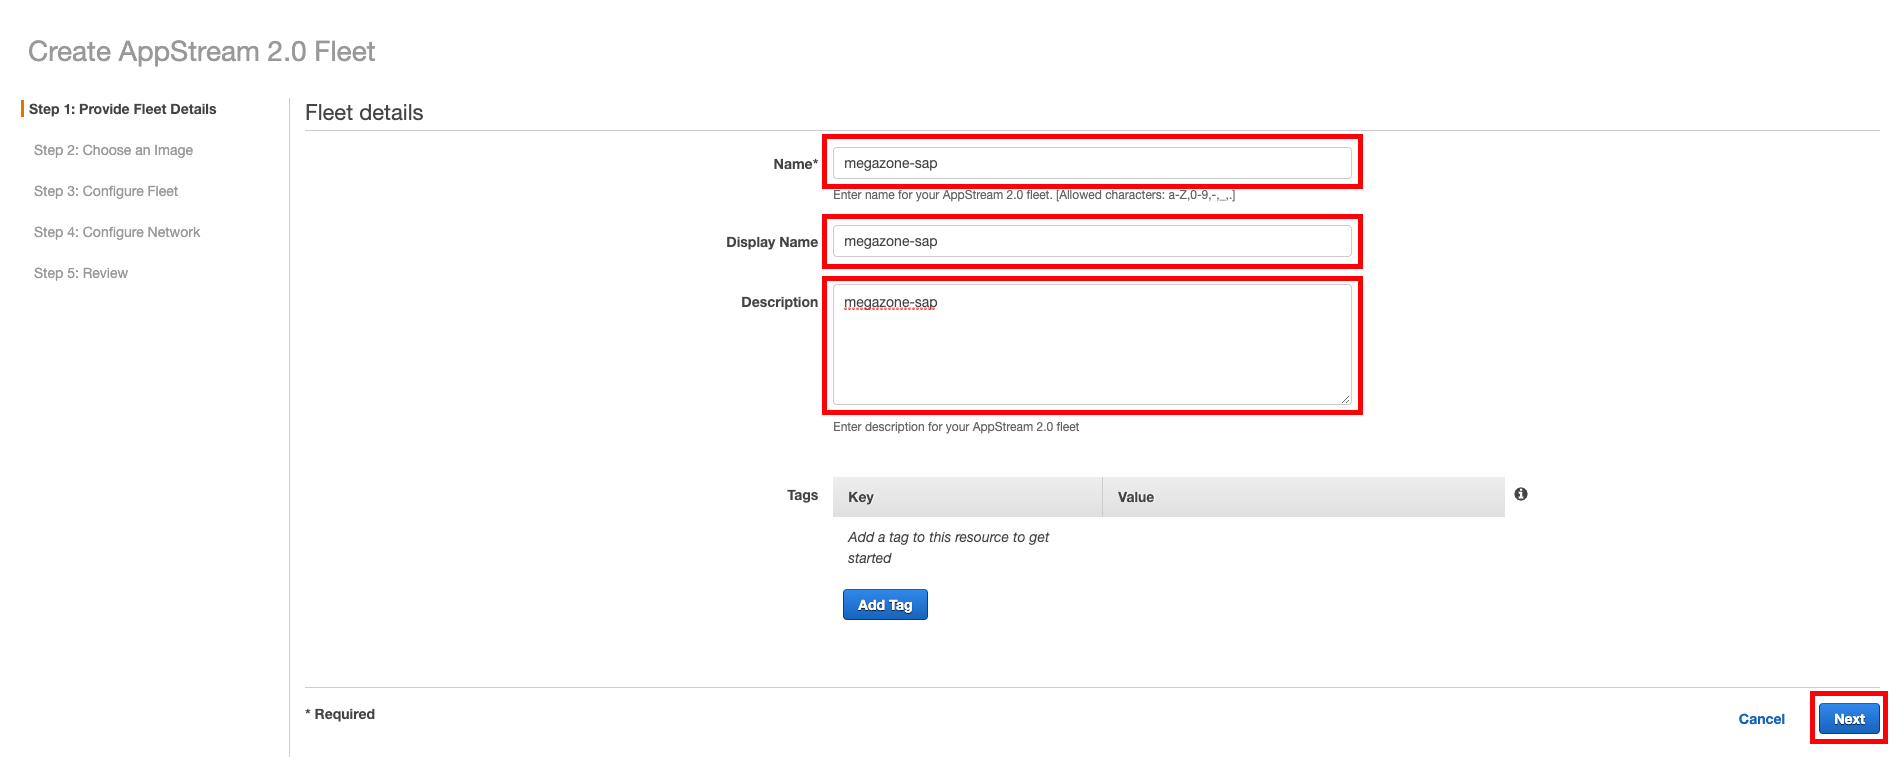 Create AppStream 2.0 Fleet
Step 1: Provide Fleet Details
Step 2: Choose an Image
Step 3: Configure Fleet
Step 4: Configure Network
Step 5: Review
Fleet details
Name* megazone-sap
Enter name for your AppStream 2.0 fleet. [Allowed characters: a-Z,0-9,-,_,.]
Display Name megazone-sap
Description megazone-sap
Enter description for your AppStream 2.0 fleet
Tags Key Value
Add a tag to this resource to get
started
Add Tag
* Required
Cancel Next